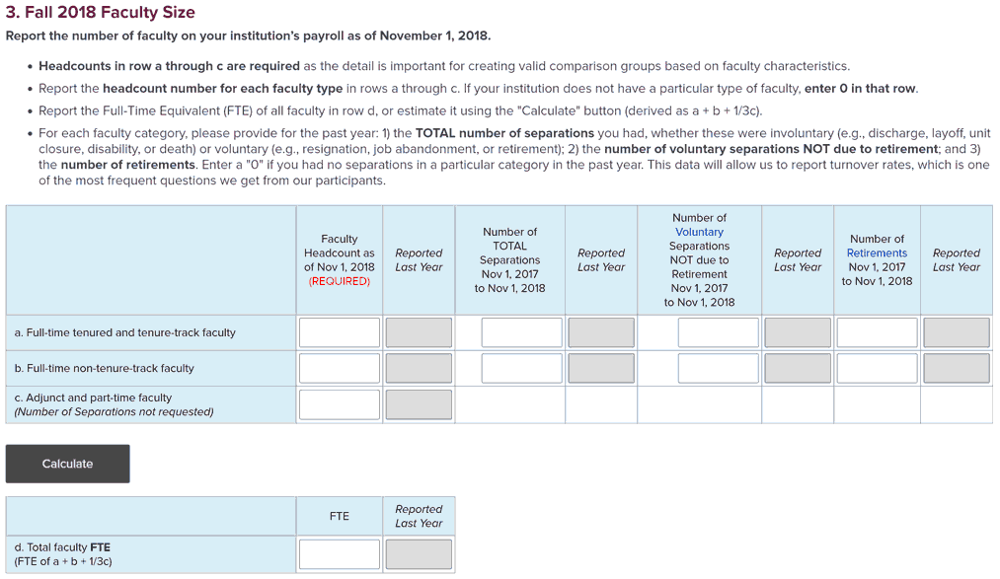 3. Fall 2018 Faculty Size
Report the number of faculty on your institution’s payroll as of November 1, 2018.
• Headcounts in row a through c are required as the detail is important for creating valid comparison groups based on faculty characteristics.
• Report the headcount number for each faculty type in rows a through c. If your institution does not have a particular type of faculty, enter 0 in that row.
• Report the Full-Time Equivalent (FTE) of all faculty in row d, or estimate it using the "Calculate" button (derived as a + b + 1/3c).
• For each faculty category, please provide for the past year: 1) the TOTAL number of separations you had, whether these were involuntary (e.g., discharge, layoff, unit
closure, disability, or death) or voluntary (e.g., resignation, job abandonment, or retirement); 2) the number of voluntary separations NOT due to retirement; and 3)
the number of retirements. Enter a "0" if you had no separations in a particular category in the past year. This data will allow us to report turnover rates, which is one
of the most frequent questions we get from our participants.
Faculty
Headcount as
of Nov 1, 2018
(REQUIRED)
Reported
Last Year
Number of
TOTAL
Separations
Nov 1, 2017
to Nov 1, 2018
Reported
Last Year
Number of
Voluntary
Separations
NOT due to
Retirement
Nov 1, 2017
to Nov 1, 2018
Reported
Last Year
Number of
Retirements
Nov 1, 2017
to Nov 1, 2018
Reported
Last Year
a. Full-time tenured and tenure-track faculty
b. Full-time non-tenure-track faculty
c. Adjunct and part-time faculty
(Number of Separations not requested)
Calculate
FTE
Reported
Last Year
d. Total faculty FTE
(FTE of a + b + 1/3c)